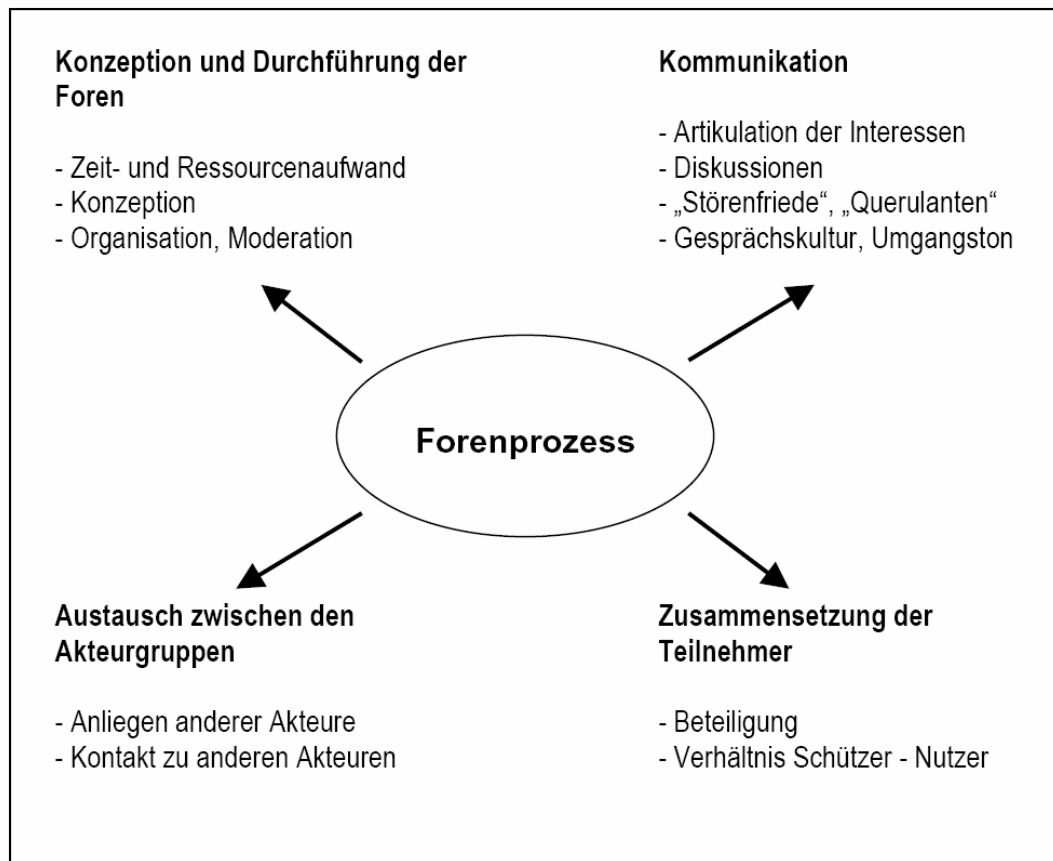 Konzeption und Durchführung der
Foren
- Zeit- und Ressourcenaufwand
- Konzeption
- Organisation, Moderation
Kommunikation
- Artikulation der Interessen
- Diskussionen
- „Störenfriede“, „Querulanten“
- Gesprächskultur, Umgangston
Forenprozess
Austausch zwischen den
Akteurgruppen
- Anliegen anderer Akteure
- Kontakt zu anderen Akteuren
Zusammensetzung der
Teilnehmer
- Beteiligung
- Verhältnis Schützer - Nutzer